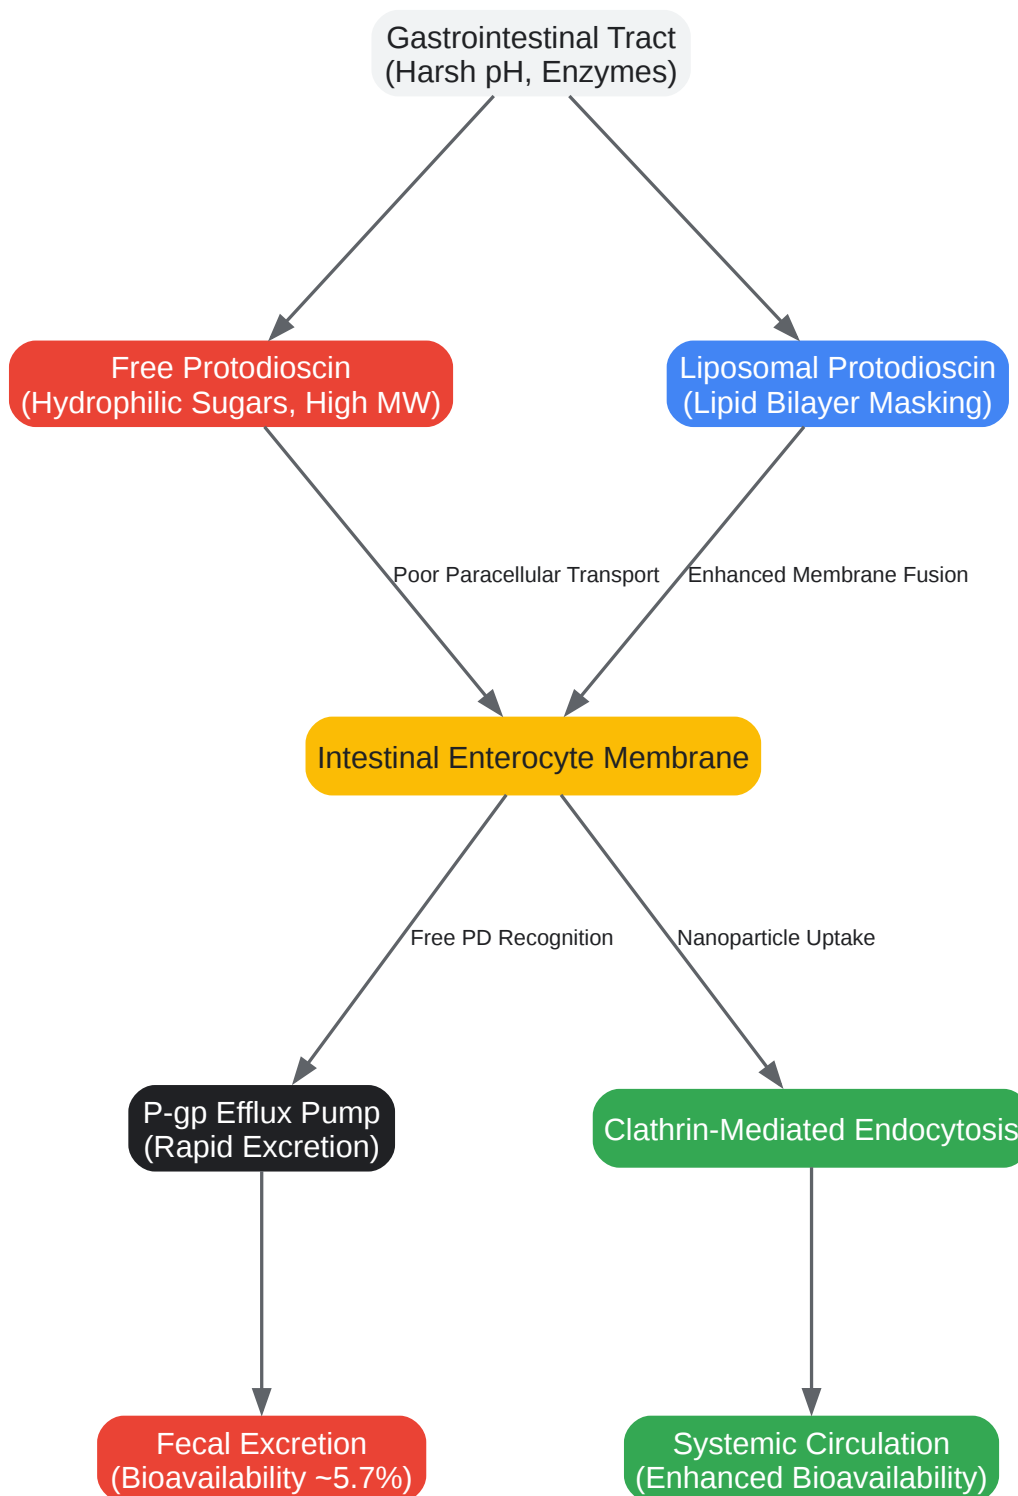 Gastrointestinal Tract
(Harsh pH, Enzymes)
Free Protodioscin
(Hydrophilic Sugars, High MW)
Liposomal Protodioscin
(Lipid Bilayer Masking)
Poor Paracellular Transport
Enhanced Membrane Fusion
Intestinal Enterocyte Membrane
Free PD Recognition
Nanoparticle Uptake
P-gp Efflux Pump
(Rapid Excretion)
Clathrin-Mediated Endocytosis
Fecal Excretion
(Bioavailability ~5.7%)
Systemic Circulation
(Enhanced Bioavailability)